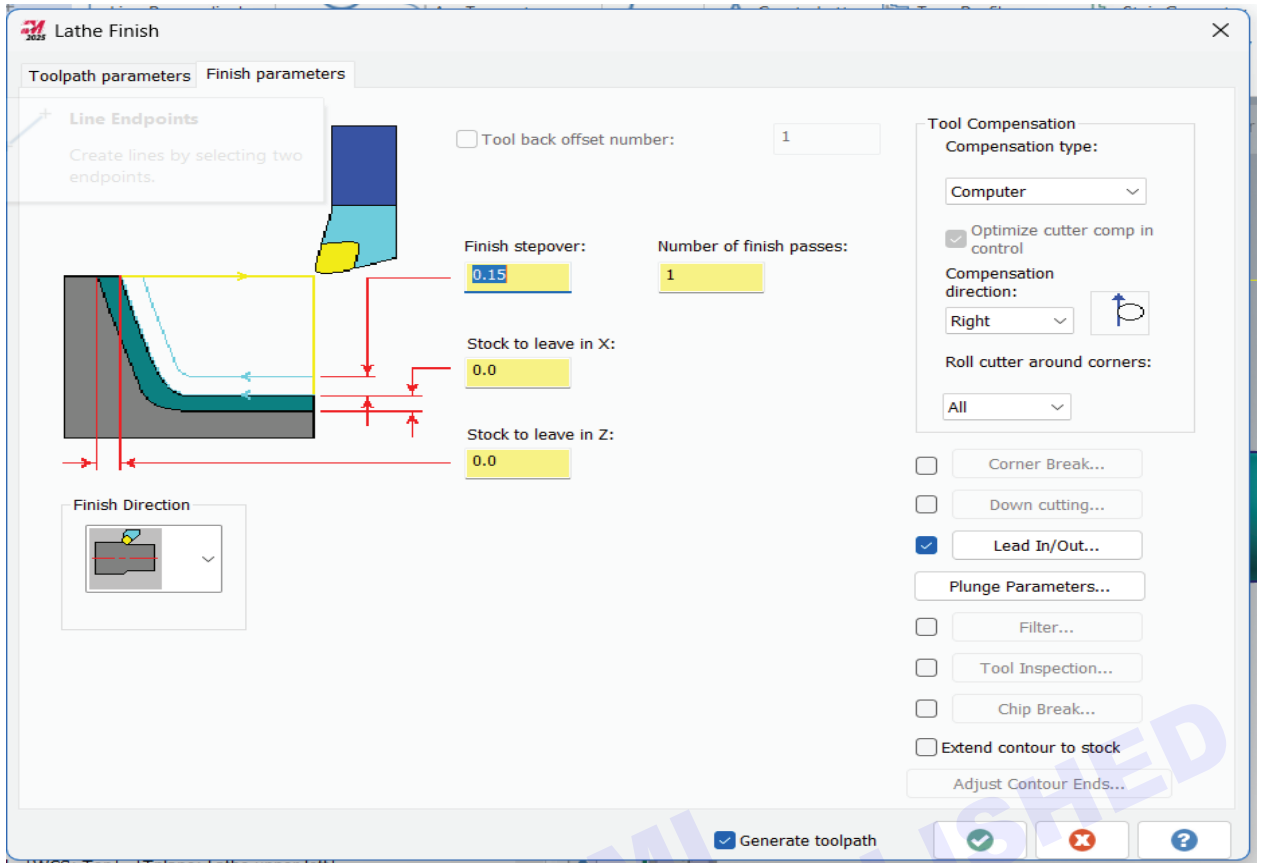 2025
Lathe Finish
Toolpath parameters
Finish parameters
Line Endpoints
Create lines by selecting two
endpoints.
Tool back offset number:
1
Finish stepover:
0.15
Number of finish passes:
1
Stock to leave in X:
0.0
Stock to leave in Z:
0.0
Finish Direction
Tool Compensation
Compensation type:
Computer
Optimize cutter comp in
control
Compensation
direction:
Right
Roll cutter around corners:
All
Corner Break...
Down cutting...
Lead In/Out...
Plunge Parameters...
Filter...
Tool Inspection...
Chip Break...
Extend contour to stock
Adjust Contour Ends...
Generate toolpath